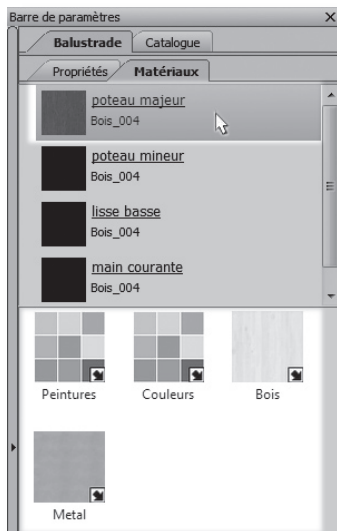 Barre de paramètres
Balustrade Catalogue
Propriétés Matériaux
poteau majeur
Bois_004
poteau mineur
Bois_004
lisse basse
Bois_004
main courante
Bois_004
Peintures Couleurs Bois
Metal